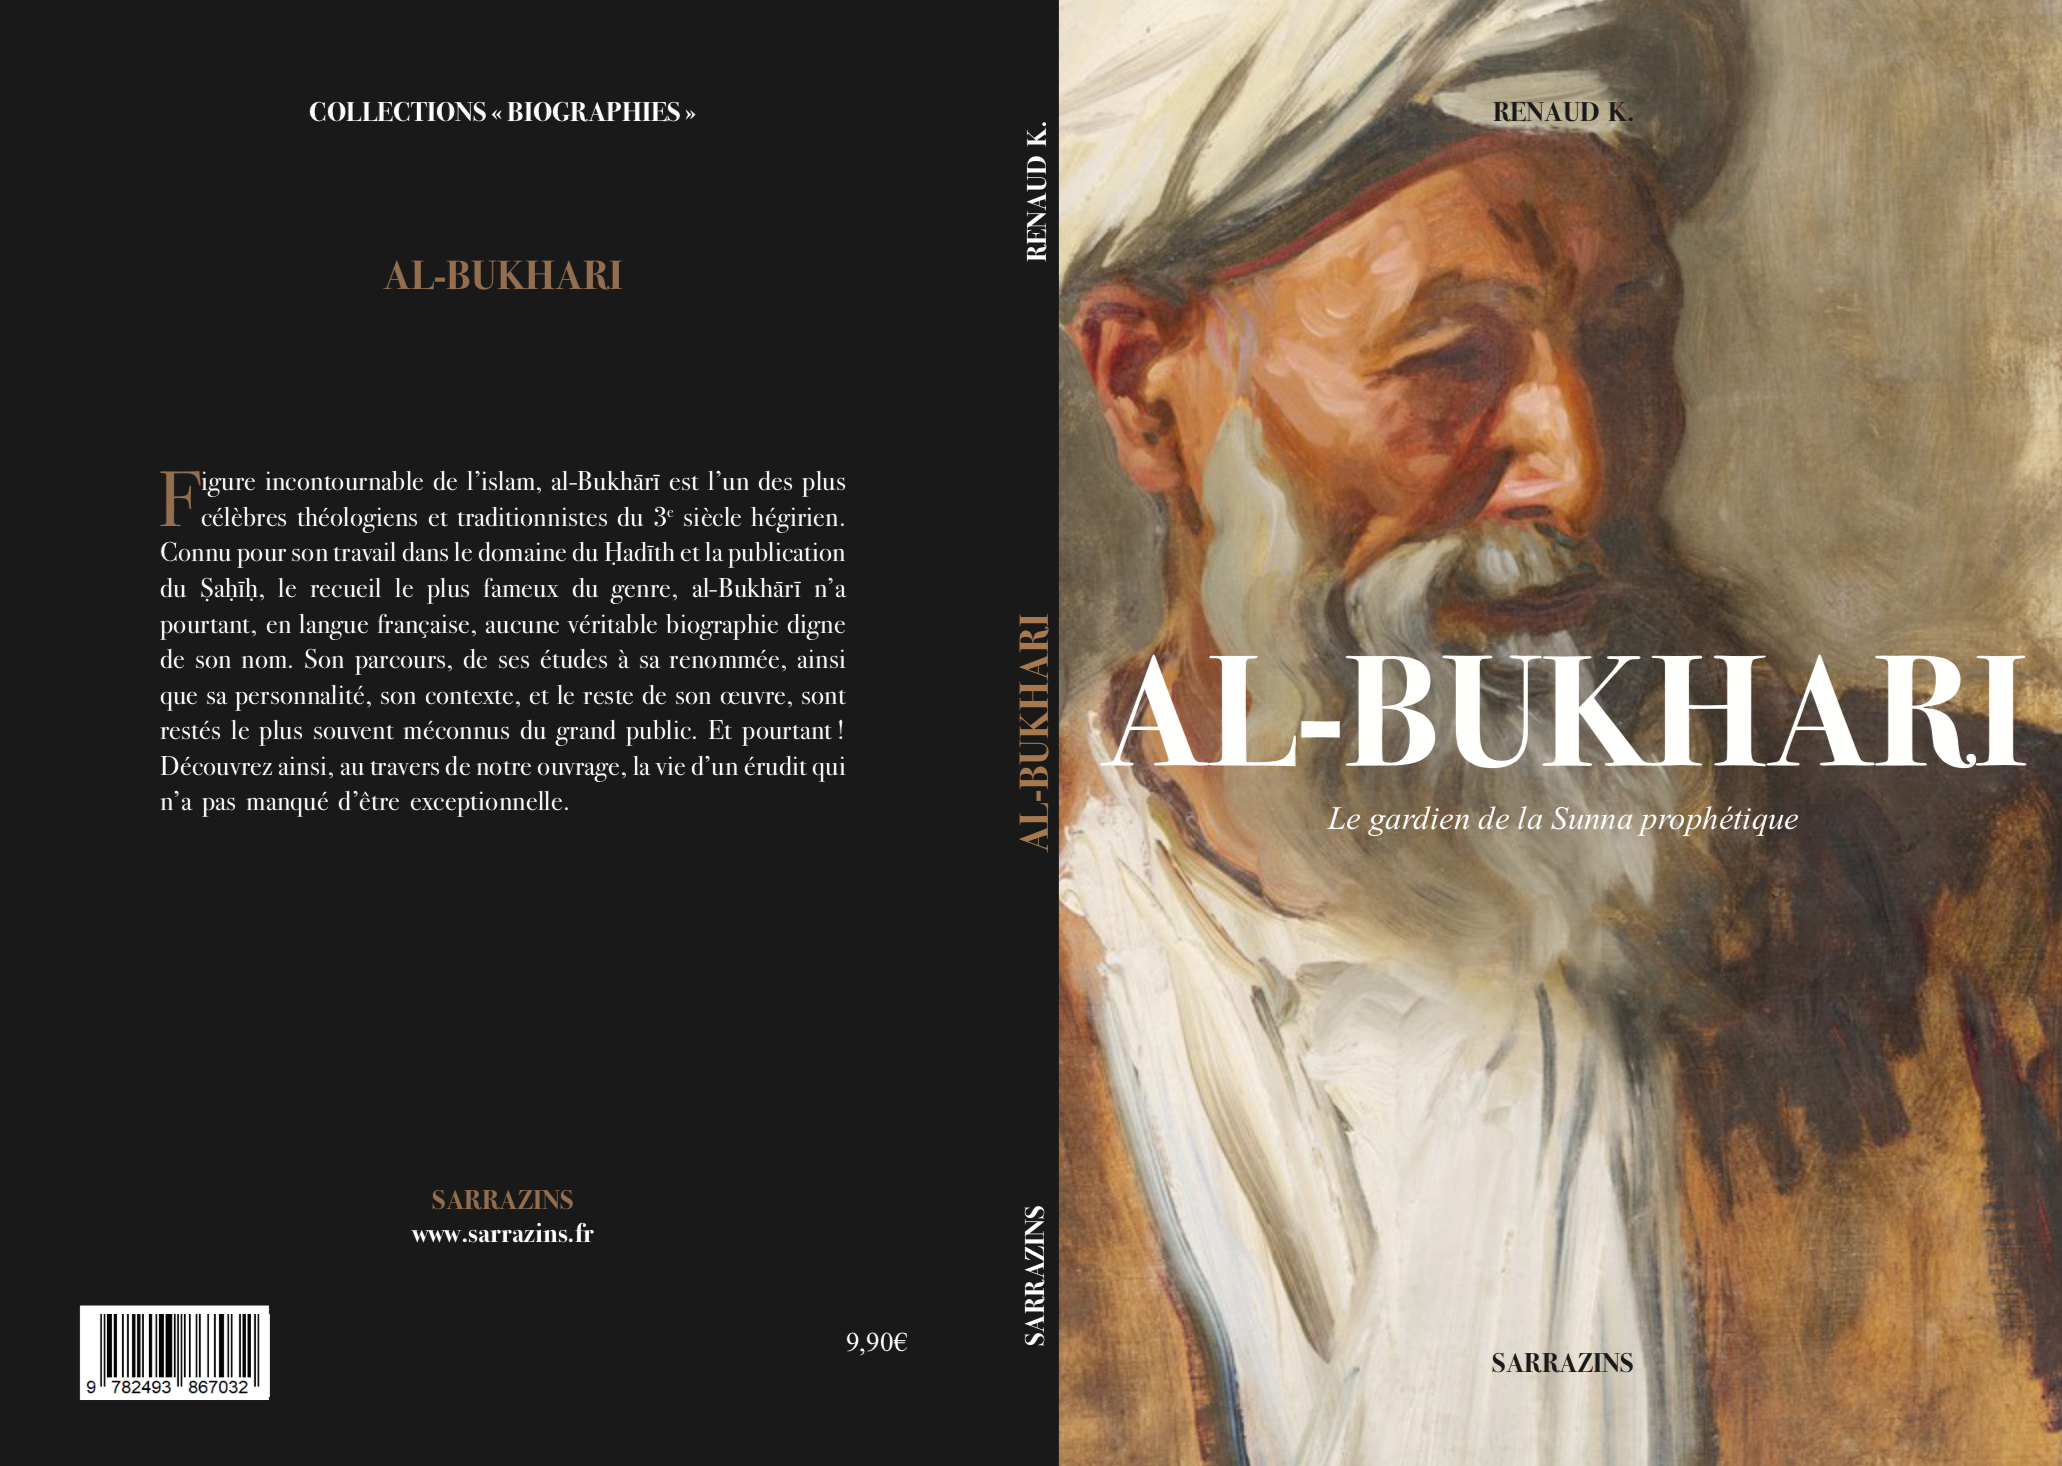 COLLECTIONS « BIOGRAPHIES »
AL-BUKHARI
Figure incontournable de l’islam, al-Bukhārī est l’un des plus
célèbres théologiens et traditionnistes du 3e siècle hégirien.
Connu pour son travail dans le domaine du Ḥadīth et la publication
du Ṣaḥīḥ, le recueil le plus fameux du genre, al-Bukhārī n’a
pourtant, en langue française, aucune véritable biographie digne
de son nom. Son parcours, de ses études à sa renommée, ainsi
que sa personnalité, son contexte, et le reste de son œuvre, sont
restés le plus souvent méconnus du grand public. Et pourtant !
Découvrez ainsi, au travers de notre ouvrage, la vie d’un érudit qui
n’a pas manqué d’être exceptionnelle.
SARRAZINS
www.sarrazins.fr
9 782493 867032
9,90€
RENAUD K.
AL-BUKHARI
SARRAZINS
RENAUD K.
AL-BUKHARI
Le gardien de la Sunna prophétique
SARRAZINS